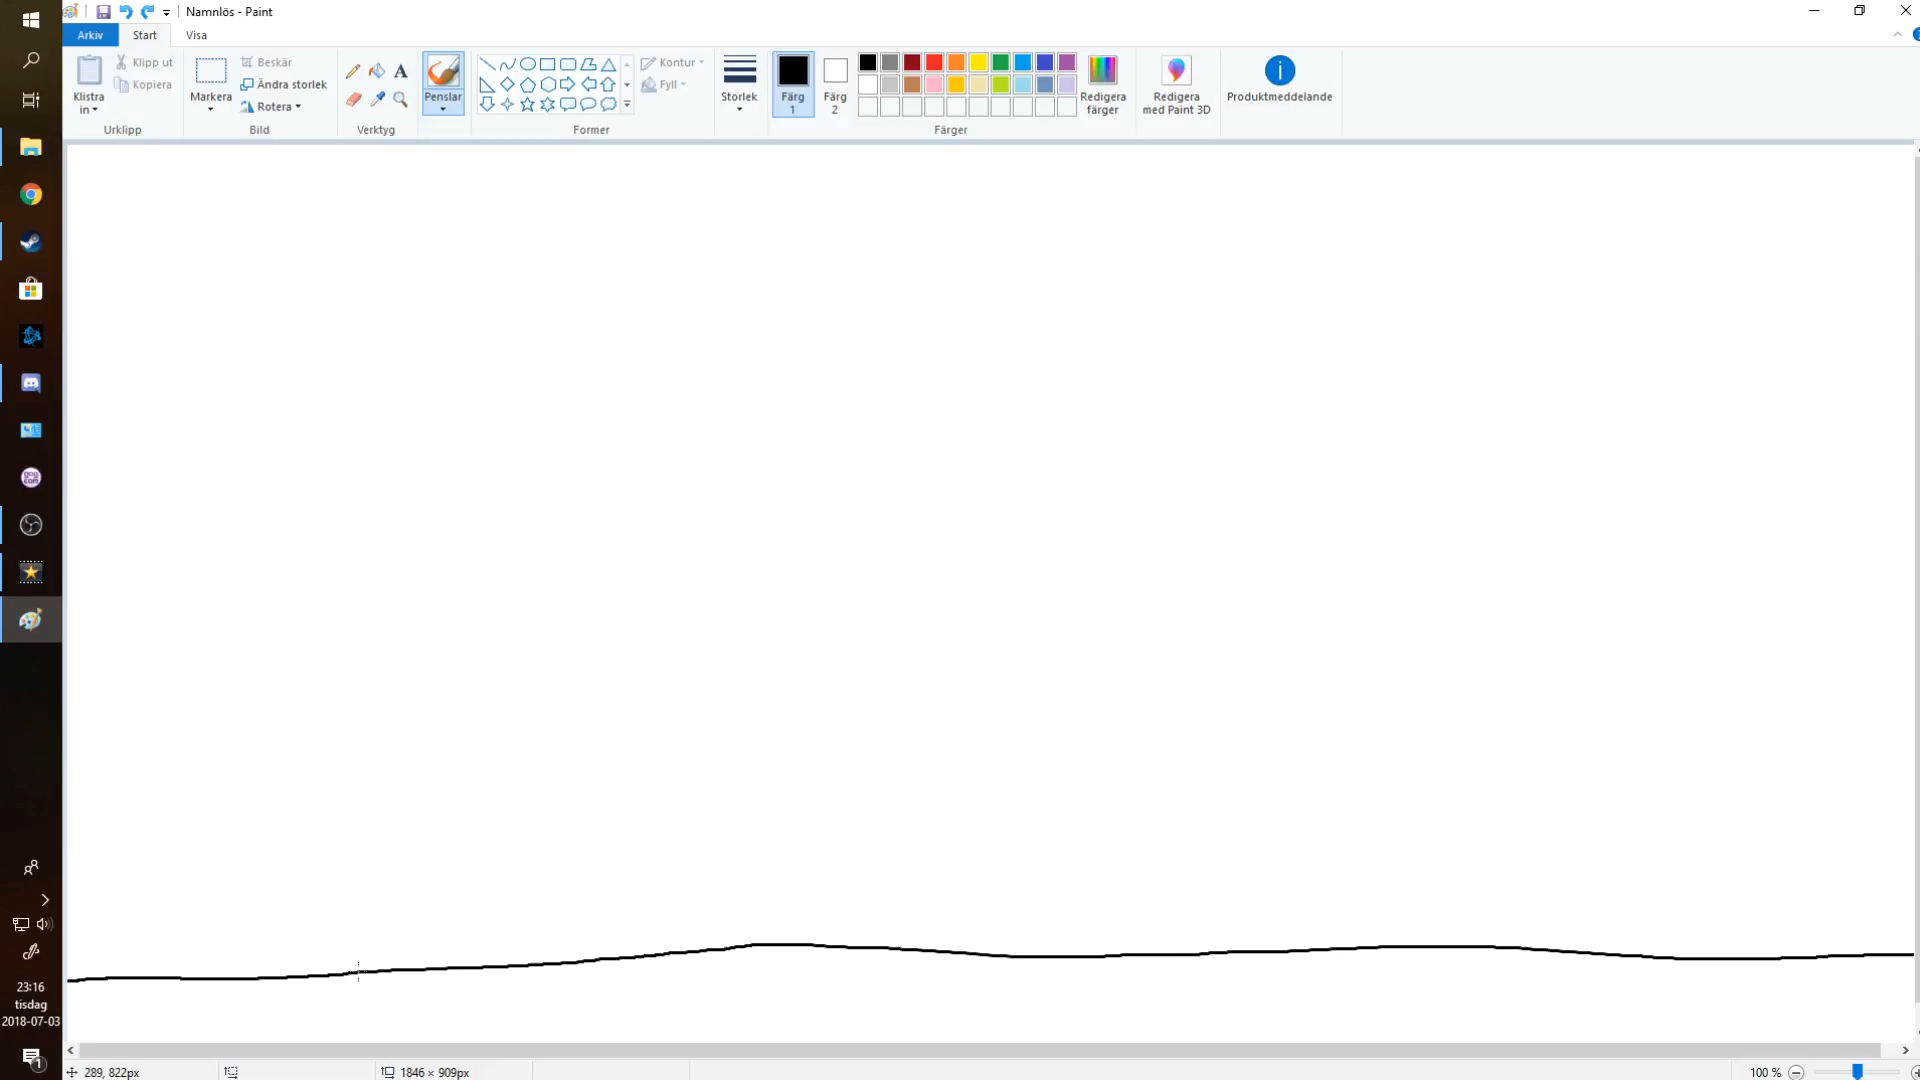 Namnlös - Paint
Arkiv Start Visa
Klistra in
Klipp ut
Kopiera
Urklipp
Markera
Beskär
Ändra storlek
Rotera
Bild
Verktyg
Penslar
Kontur
Fyll
Former
Storlek
Färg 1
Färg 2
Färger
Redigera färger
Redigera med Paint 3D
Produktmeddelande
23:16
tisdag
2018-07-03
1
289, 822px
1846 × 909px
100 %